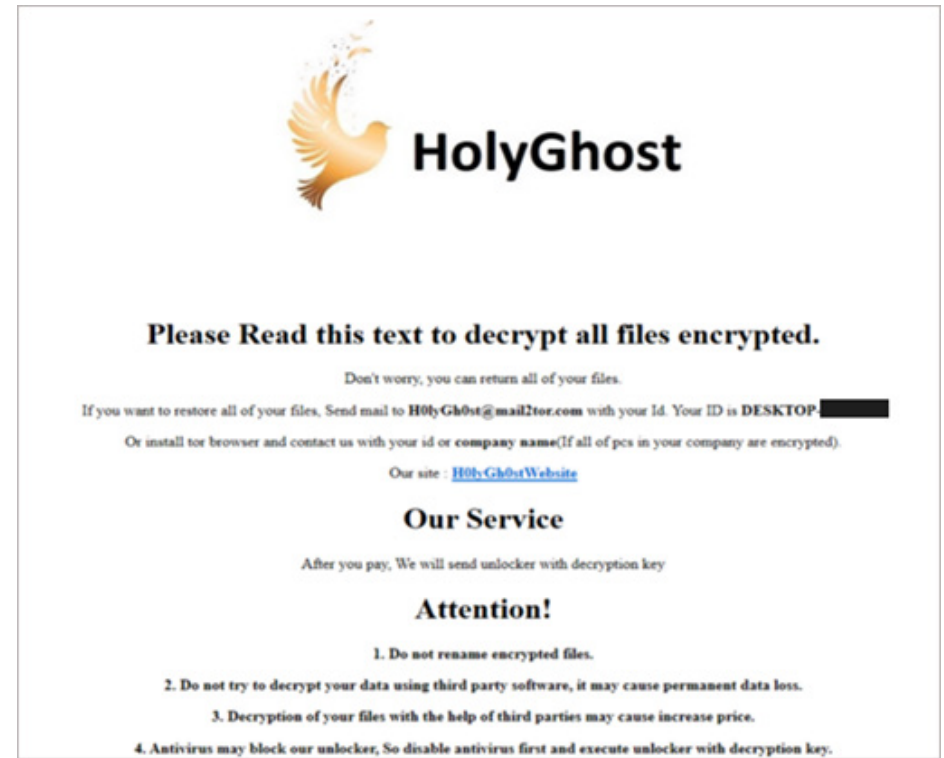 HolyGhost
Please Read this text to decrypt all files encrypted.
Don't worry, you can return all of your files.
If you want to restore all of your files, Send mail to H0lyGh0st@mail2tor.com with your Id. Your ID is DESKTOP-
Or install tor browser and contact us with your id or company name(If all of pcs in your company are encrypted).
Our site : H0lyGh0stWebsite
Our Service
After you pay, We will send unlocker with decryption key
Attention!
1. Do not rename encrypted files.
2. Do not try to decrypt your data using third party software, it may cause permanent data loss.
3. Decryption of your files with the help of third parties may cause increase price.
4. Antivirus may block our unlocker, So disable antivirus first and execute unlocker with decryption key.